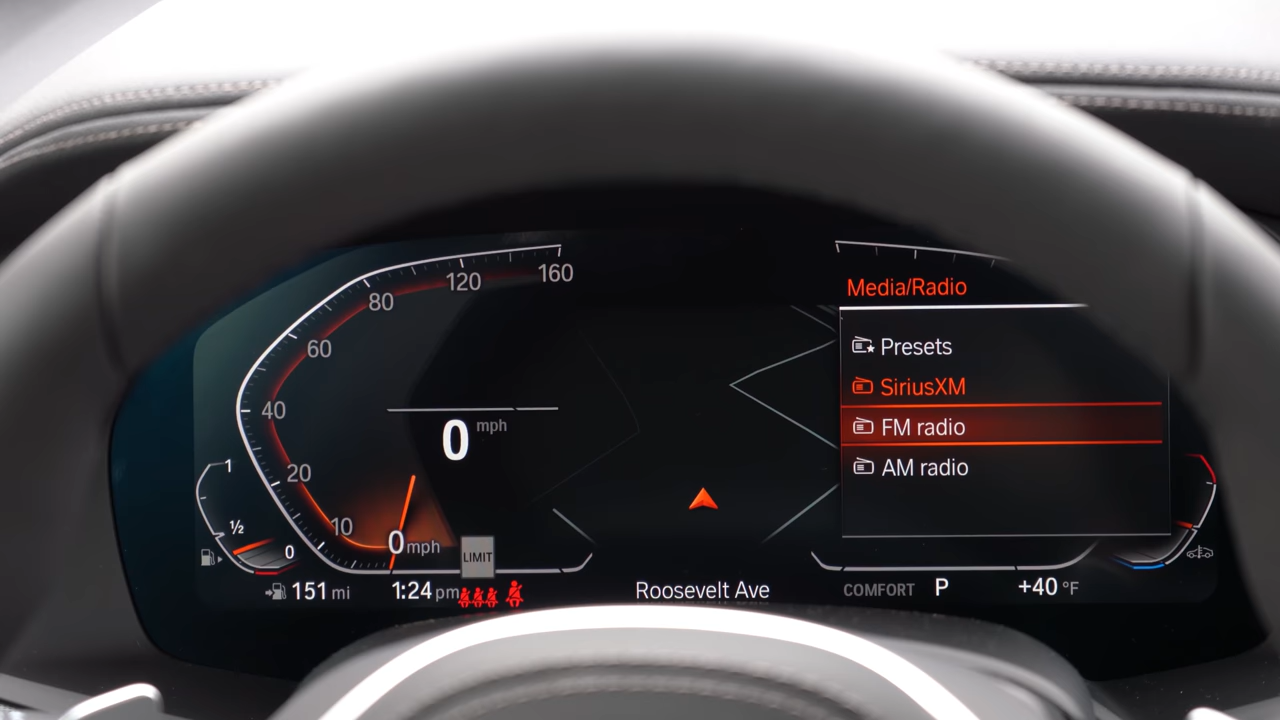 160
120
80
60
40
20
10
0 mph
0 mph
LIMIT
1
½
0
151 mi
1:24 pm
Roosevelt Ave
Media/Radio
Presets
SiriusXM
FM radio
AM radio
COMFORT P +40 °F